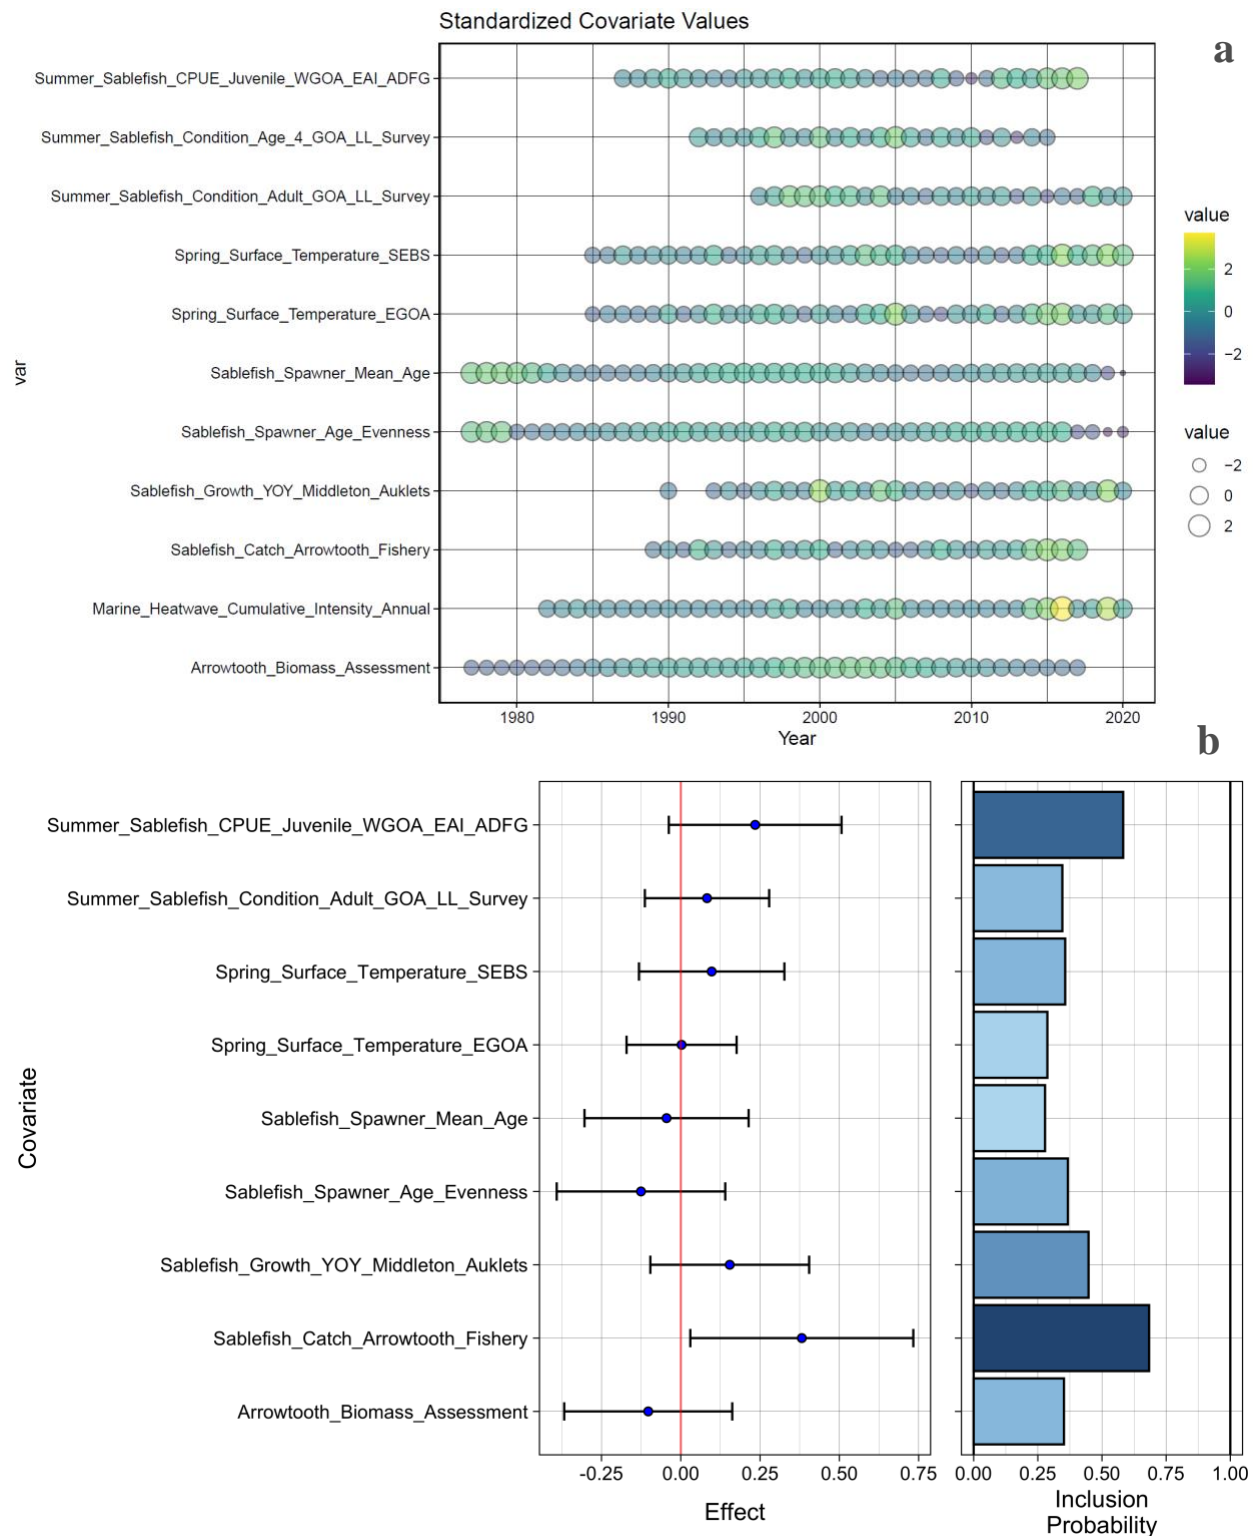 Standardized Covariate Values
a
var
Summer_Sablefish_CPUE_Juvenile_WGOA_EAI_ADFG
Summer_Sablefish_Condition_Age_4_GOA_LL_Survey
Summer_Sablefish_Condition_Adult_GOA_LL_Survey
Spring_Surface_Temperature_SEBS
Spring_Surface_Temperature_EGOA
Sablefish_Spawner_Mean_Age
Sablefish_Spawner_Age_Evenness
Sablefish_Growth_YOY_Middleton_Auklets
Sablefish_Catch_Arrowtooth_Fishery
Marine_Heatwave_Cumulative_Intensity_Annual
Arrowtooth_Biomass_Assessment
1980 1990 2000 2010 2020
Year
value
2
0
−2
value
−2
0
2
b
Covariate
Summer_Sablefish_CPUE_Juvenile_WGOA_EAI_ADFG
Summer_Sablefish_Condition_Adult_GOA_LL_Survey
Spring_Surface_Temperature_SEBS
Spring_Surface_Temperature_EGOA
Sablefish_Spawner_Mean_Age
Sablefish_Spawner_Age_Evenness
Sablefish_Growth_YOY_Middleton_Auklets
Sablefish_Catch_Arrowtooth_Fishery
Arrowtooth_Biomass_Assessment
-0.25 0.00 0.25 0.50 0.75
Effect
0.00 0.25 0.50 0.75 1.00
Inclusion
Probability